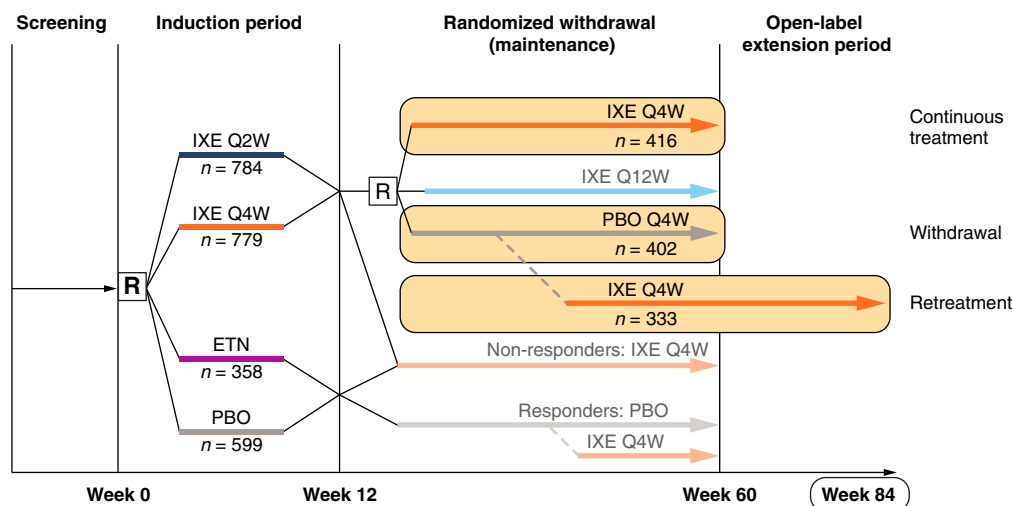 Screening
Induction period
Randomized withdrawal
(maintenance)
Open-label
extension period
IXE Q2W
n = 784
IXE Q4W
n = 779
R
ETN
n = 358
PBO
n = 599
R
IXE Q4W
n = 416
Continuous
treatment
IXE Q12W
PBO Q4W
n = 402
Withdrawal
IXE Q4W
n = 333
Retreatment
Non-responders: IXE Q4W
Responders: PBO
IXE Q4W
Week 0
Week 12
Week 60
Week 84